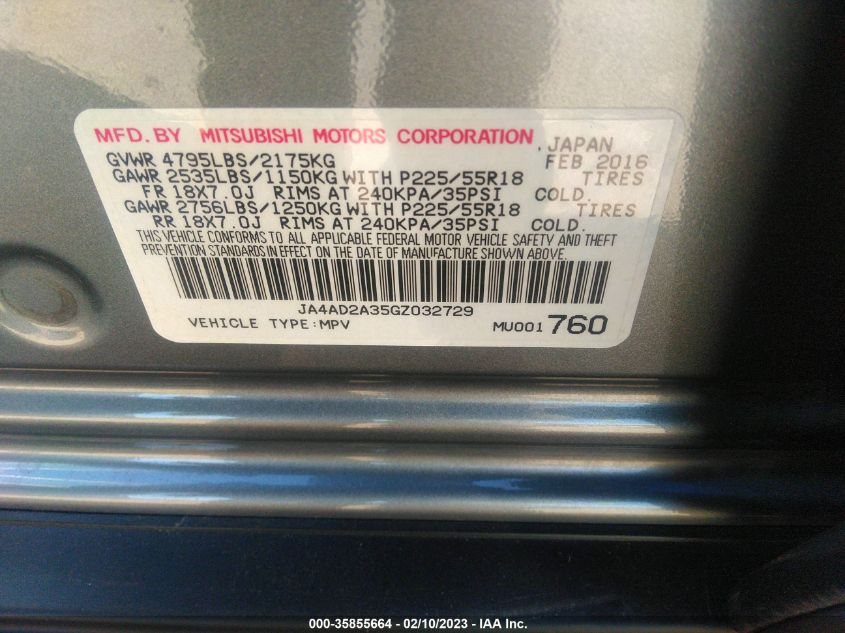 MFD. BY MITSUBISHI MOTORS CORPORATION , JAPAN
GVWR 4795LBS/2175KG FEB 2016
GAWR 2535LBS/1150KG WITH P225/55R18 TIRES
FR 18X7.0J RIMS AT 240KPA/35PSI COLD.
GAWR 2756LBS/1250KG WITH P225/55R18 TIRES
RR 18X7.0J RIMS AT 240KPA/35PSI COLD.
THIS VEHICLE CONFORMS TO ALL APPLICABLE FEDERAL MOTOR VEHICLE SAFETY AND THEFT
PREVENTION STANDARDS IN EFFECT ON THE DATE OF MANUFACTURE SHOWN ABOVE.
JA4AD2A35GZ032729
VEHICLE TYPE:MPV MU001 760
000-35855664 - 02/10/2023 - © IAA Inc.